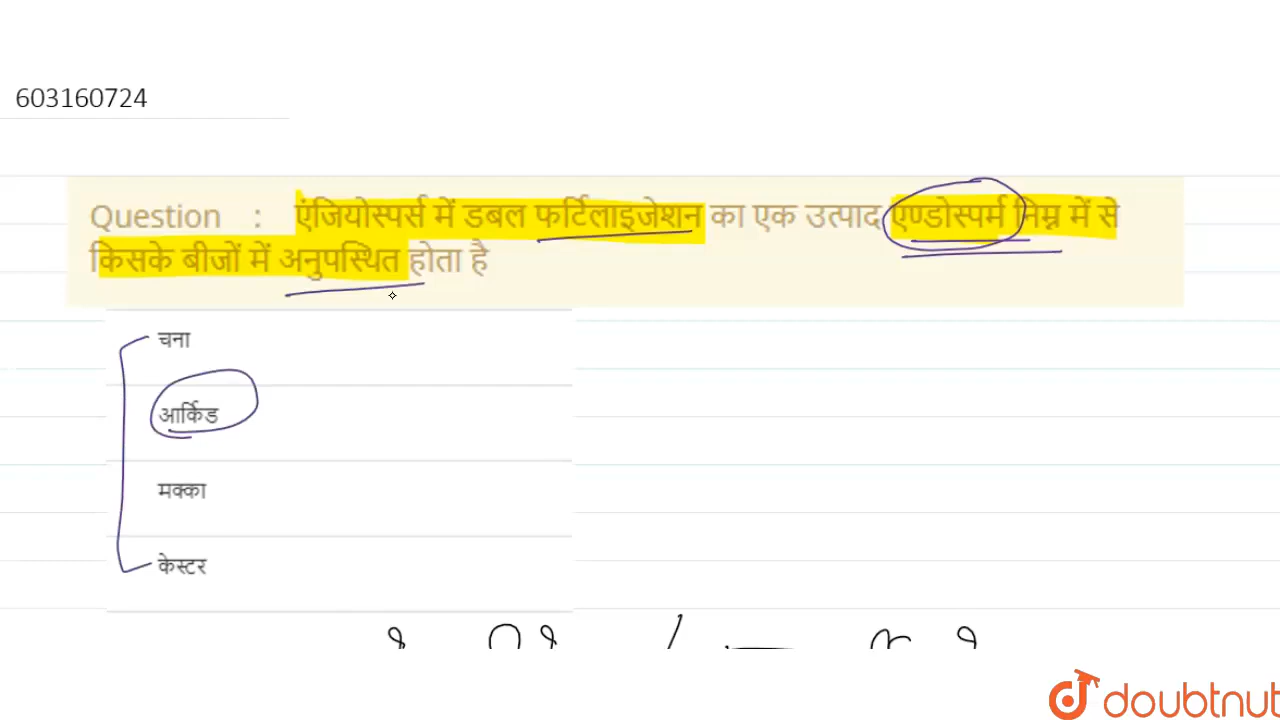 603160724
Question : एंजियोस्पर्स में डबल फर्टिलाइजेशन का एक उत्पाद एण्डोस्पर्म निम्न में से
किसके बीजों में अनुपस्थित होता है
चना
आर्किड
मक्का
केस्टर
doubtnut